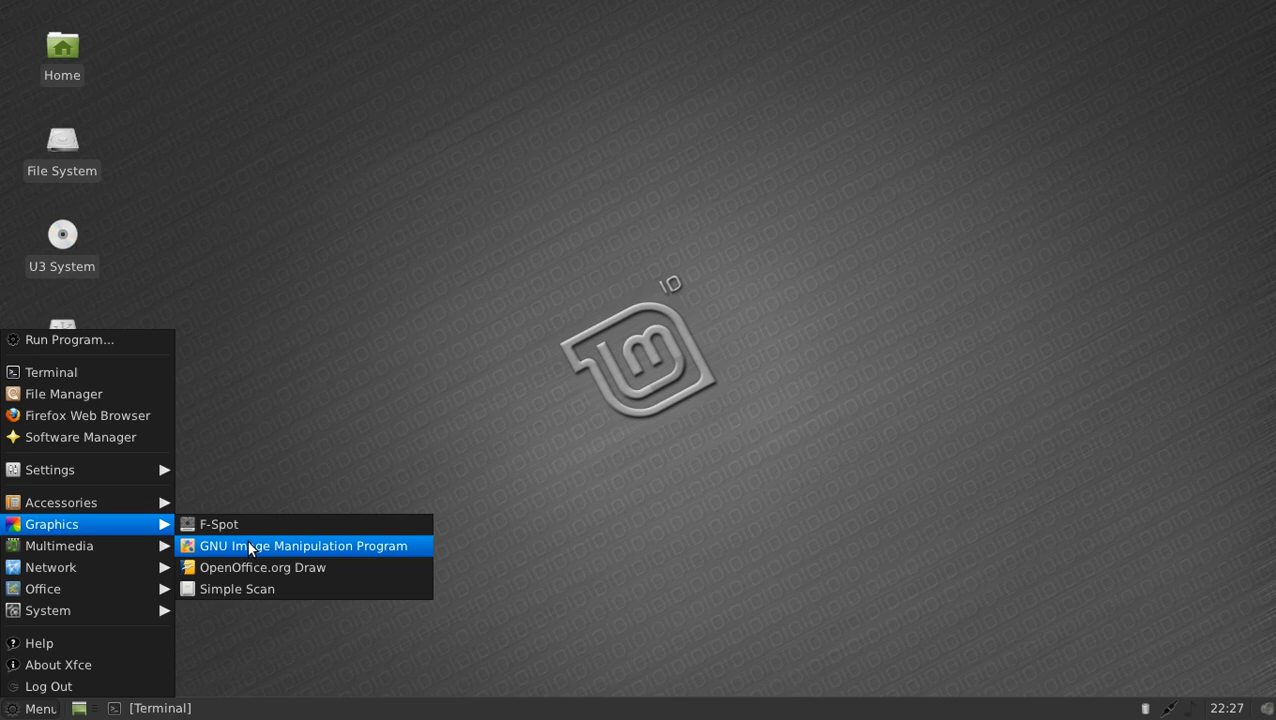 Home
File System
U3 System
Run Program...
Terminal
File Manager
Firefox Web Browser
Software Manager
Settings
Accessories
Graphics
Multimedia
Network
Office
System
Help
About Xfce
Log Out
F-Spot
GNU Image Manipulation Program
OpenOffice.org Draw
Simple Scan
10
Menu
[Terminal]
22:27